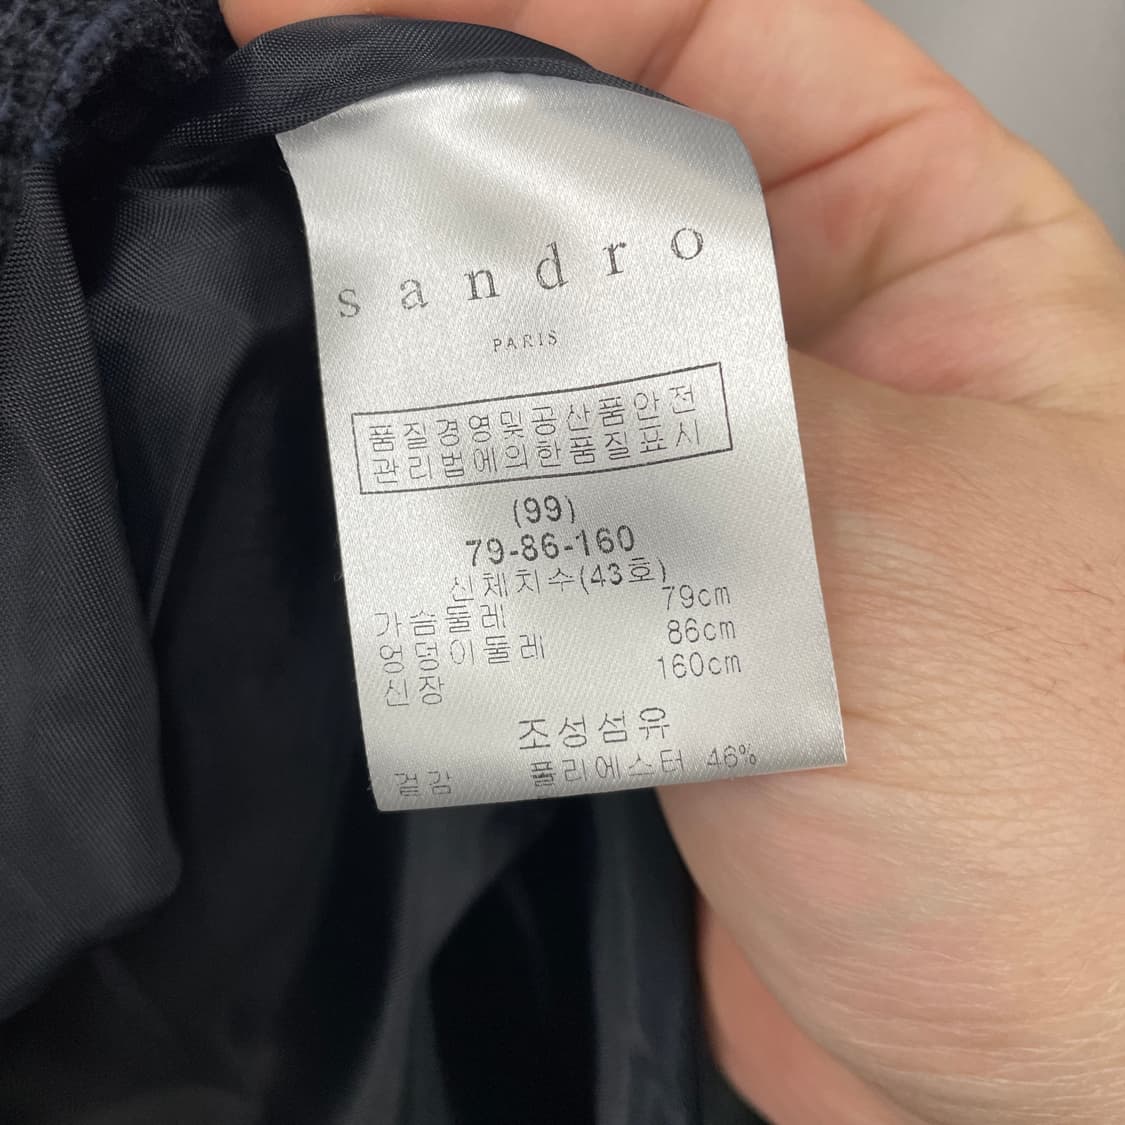 sandro
PARIS
품질경영및공산품안전
관리법에의한품질표시
(99)
79-86-160
신체치수(43호)
가슴둘레 79cm
엉덩이둘레 86cm
신장 160cm
조성섬유
겉감 폴리에스터 46%